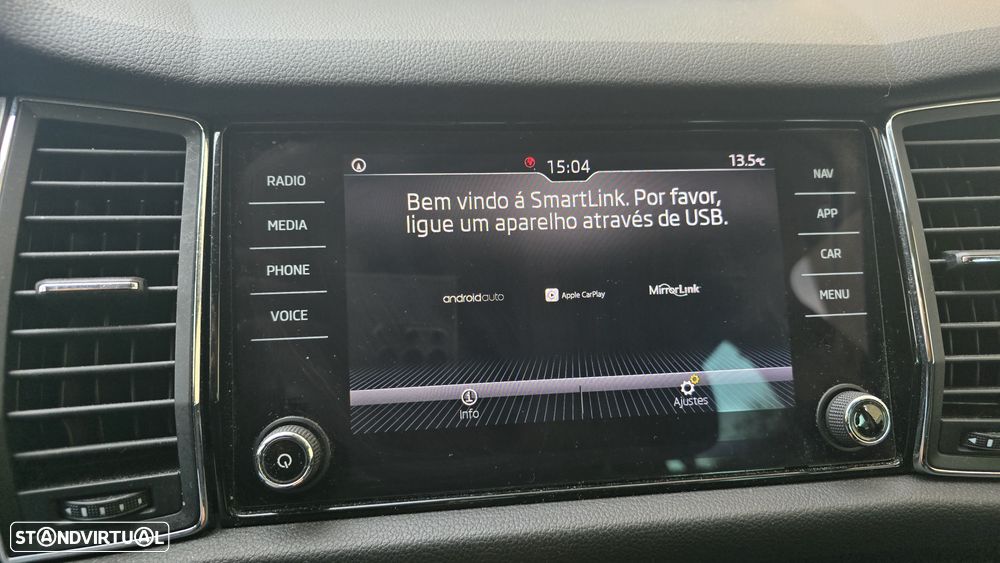 15:04
13.5°C
RADIO
MEDIA
PHONE
VOICE
Bem vindo á SmartLink. Por favor,
ligue um aparelho através de USB.
androidauto
Apple CarPlay
MirrorLink
Info
Ajustes
NAV
APP
CAR
MENU
STANDVIRTUAL